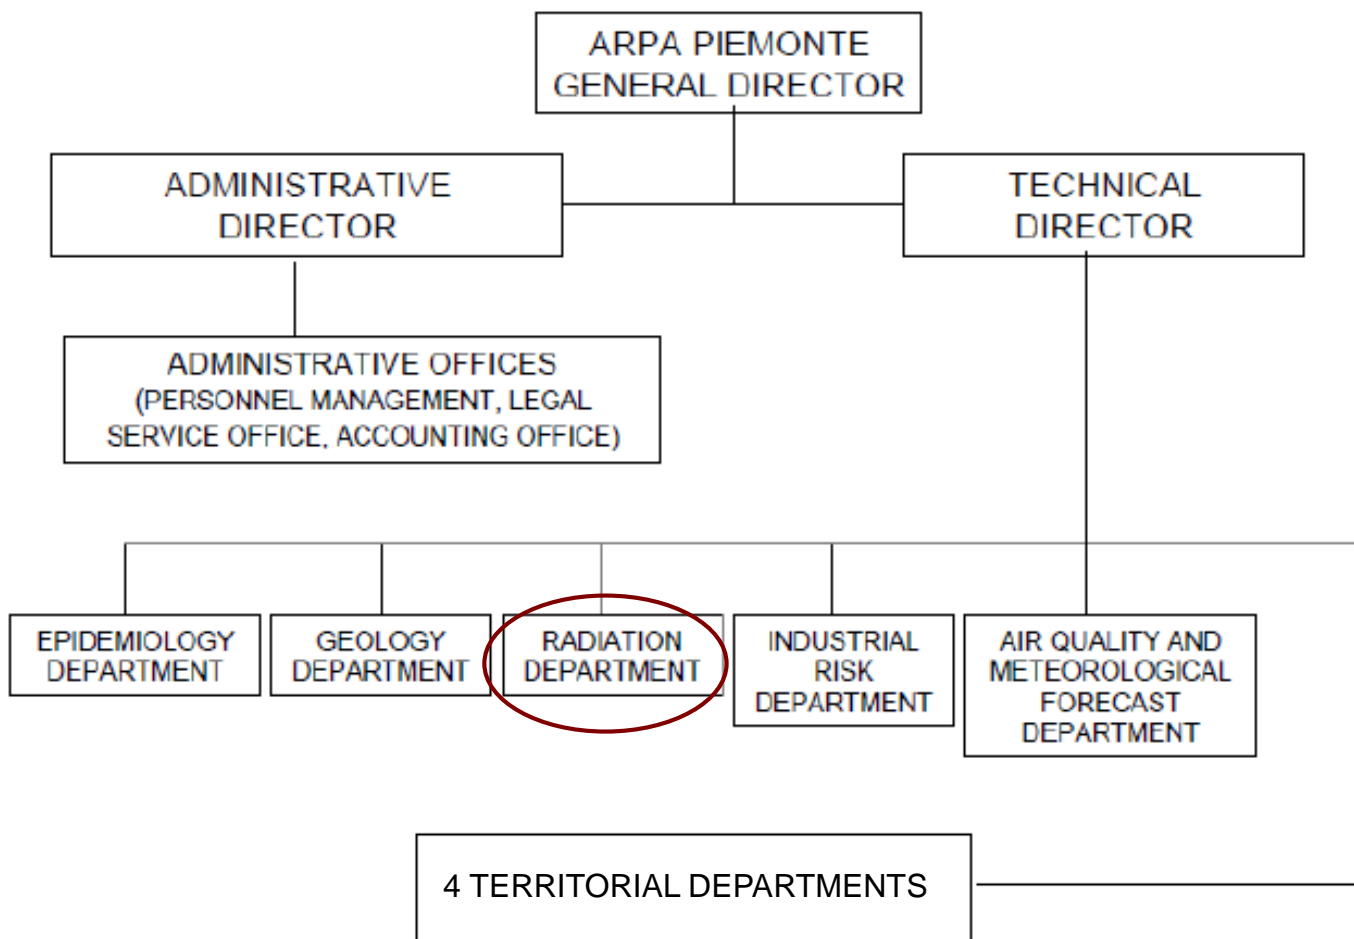 ARPA PIEMONTE
GENERAL DIRECTOR
ADMINISTRATIVE
DIRECTOR
TECHNICAL
DIRECTOR
ADMINISTRATIVE OFFICES
(PERSONNEL MANAGEMENT, LEGAL
SERVICE OFFICE, ACCOUNTING OFFICE)
EPIDEMIOLOGY
DEPARTMENT
GEOLOGY
DEPARTMENT
RADIATION
DEPARTMENT
INDUSTRIAL
RISK
DEPARTMENT
AIR QUALITY AND
METEOROLOGICAL
FORECAST
DEPARTMENT
4 TERRITORIAL DEPARTMENTS